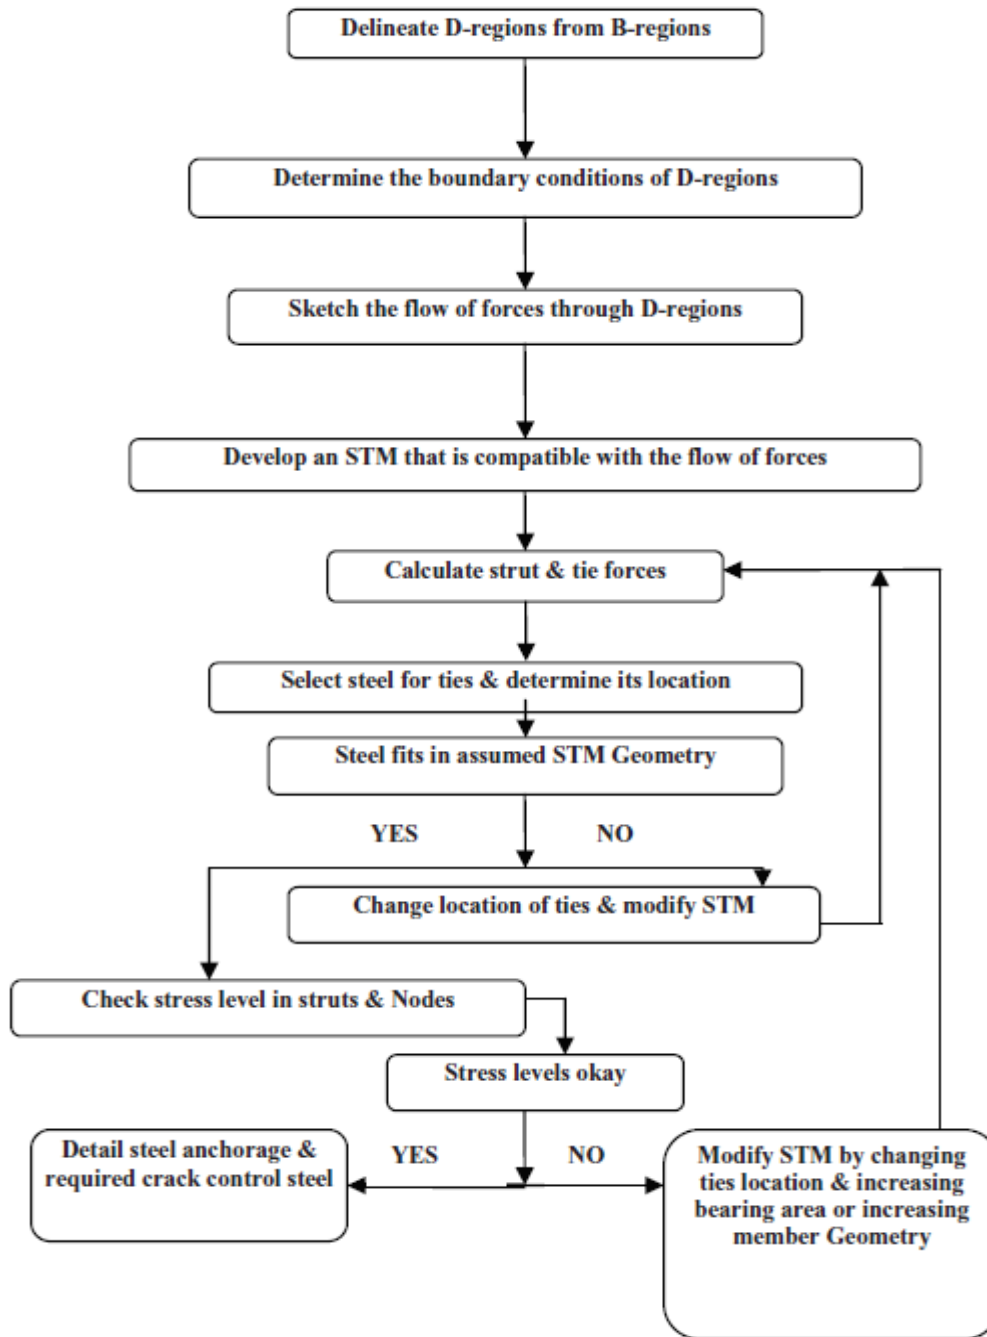 Delineate D-regions from B-regions
Determine the boundary conditions of D-regions
Sketch the flow of forces through D-regions
Develop an STM that is compatible with the flow of forces
Calculate strut & tie forces
Select steel for ties & determine its location
Steel fits in assumed STM Geometry
YES
NO
Change location of ties & modify STM
Check stress level in struts & Nodes
Stress levels okay
YES
NO
Detail steel anchorage &
required crack control steel
Modify STM by changing
ties location & increasing
bearing area or increasing
member Geometry